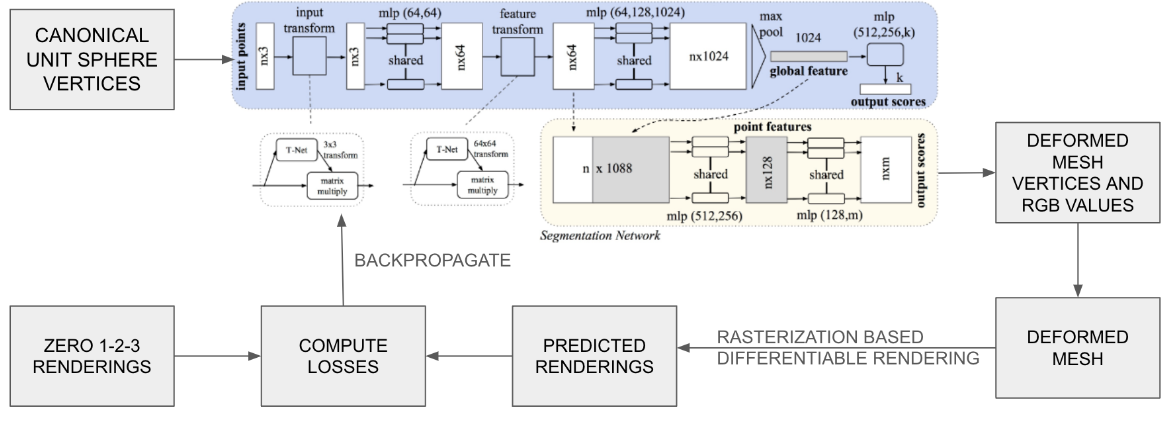 CANONICAL
UNIT SPHERE
VERTICES
input points
nx3
input
transform
nx3
mlp (64,64)
shared
nx64
feature
transform
nx64
mlp (64,128,1024)
shared
nx1024
max
pool
1024
global feature
mlp
(512,256,k)
k
output scores
T-Net
3x3
transform
matrix
multiply
T-Net
64x64
transform
matrix
multiply
point features
n x 1088
shared
mlp (512,256)
nx128
shared
mlp (128,m)
nxm
output scores
Segmentation Network
DEFORMED
MESH
VERTICES AND
RGB VALUES
BACKPROPAGATE
ZERO 1-2-3
RENDERINGS
COMPUTE
LOSSES
PREDICTED
RENDERINGS
RASTERIZATION BASED
DIFFERENTIABLE RENDERING
DEFORMED
MESH